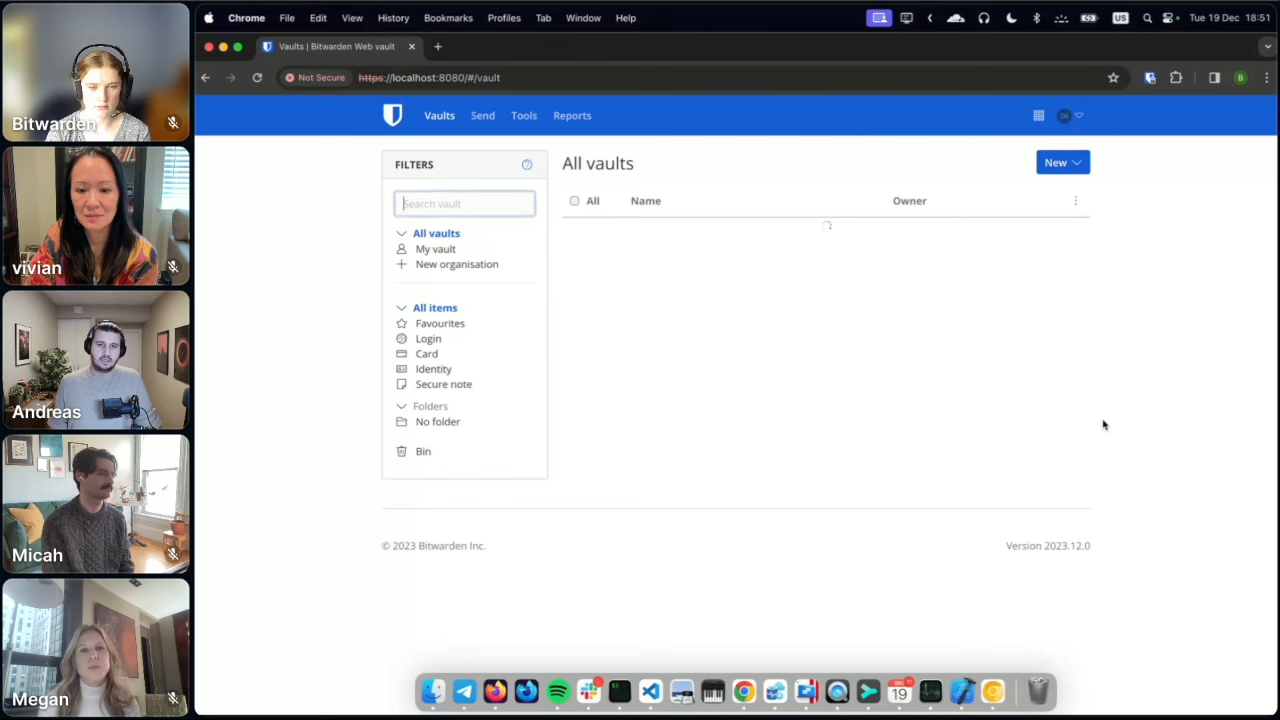 Bitwarden
vivian
Andreas
Micah
Megan
Chrome File Edit View History Bookmarks Profiles Tab Window Help
US
Tue 19 Dec 18:51
Vaults | Bitwarden Web vault
Not Secure
https://localhost:8080/#/vault
B
Vaults Send Tools Reports
FILTERS
Search vault
All vaults
My vault
New organisation
All items
Favourites
Login
Card
Identity
Secure note
Folders
No folder
Bin
All vaults
New
All Name Owner
© 2023 Bitwarden Inc.
Version 2023.12.0
DEC
19